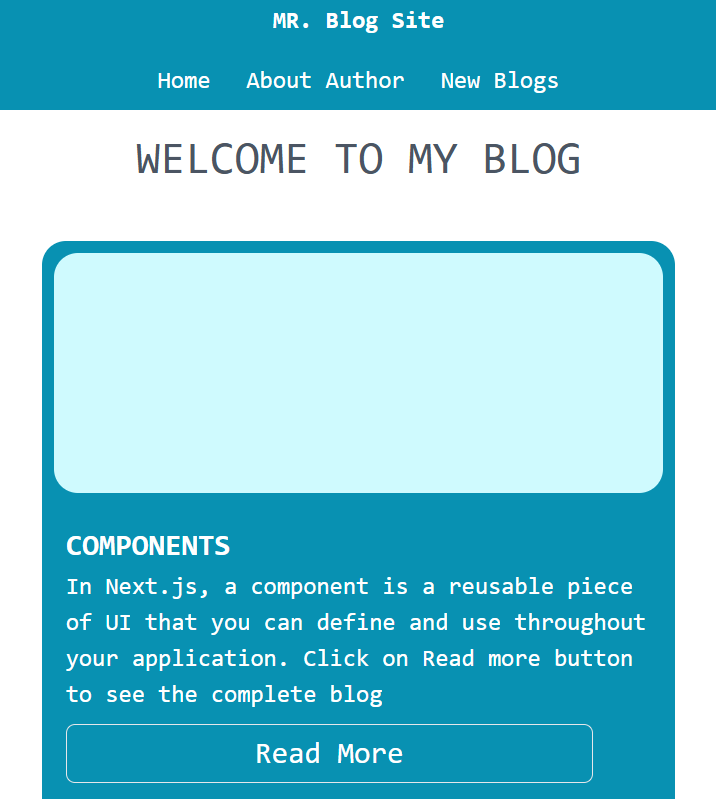 MR. Blog Site
Home About Author New Blogs
WELCOME TO MY BLOG
COMPONENTS
In Next.js, a component is a reusable piece
of UI that you can define and use throughout
your application. Click on Read more button
to see the complete blog
Read More